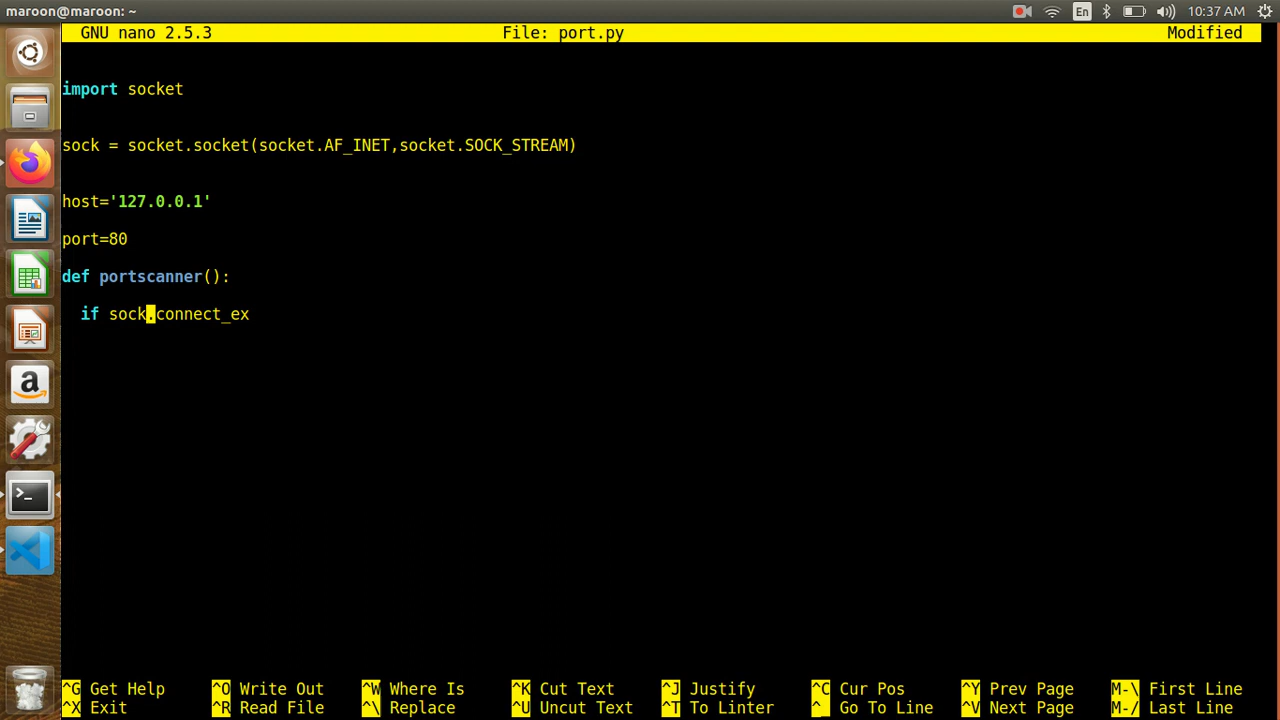 maroon@maroon: ~
En
10:37 AM
GNU nano 2.5.3 File: port.py Modified
import socket
sock = socket.socket(socket.AF_INET,socket.SOCK_STREAM)
host='127.0.0.1'
port=80
def portscanner():
if sock.connect_ex
^G Get Help ^O Write Out ^W Where Is ^K Cut Text ^J Justify ^C Cur Pos ^Y Prev Page M-\ First Line
^X Exit ^R Read File ^\ Replace ^U Uncut Text ^T To Linter ^_ Go To Line ^V Next Page M-/ Last Line